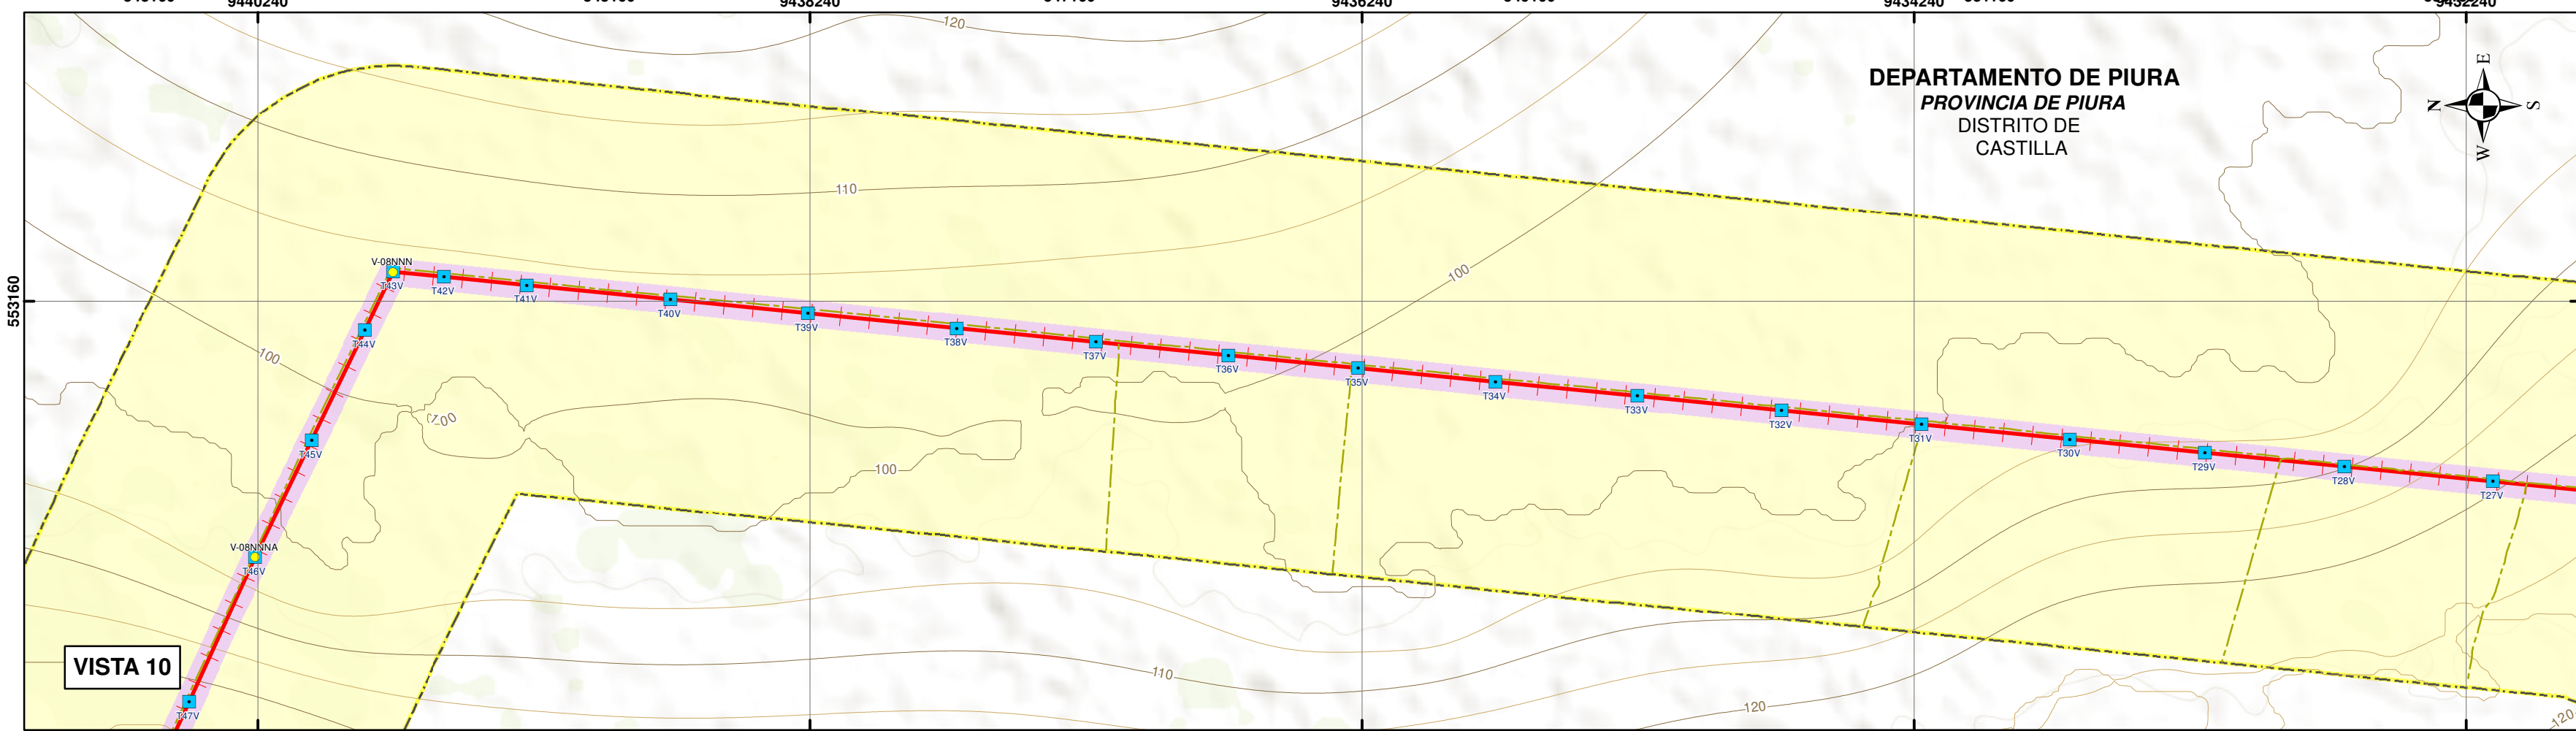 9440240
9438240
9436240
9434240
9432240
120
DEPARTAMENTO DE PIURA
PROVINCIA DE PIURA
DISTRITO DE
CASTILLA
E
N
S
W
110
553160
V-08NNN
T43V
T42V
T41V
T40V
T39V
T38V
T37V
T36V
T35V
T34V
T33V
T32V
T31V
T30V
T29V
T28V
T27V
100
T44V
100
T45V
100
100
V-08NNNA
T46V
VISTA 10
T47V
110
120
120